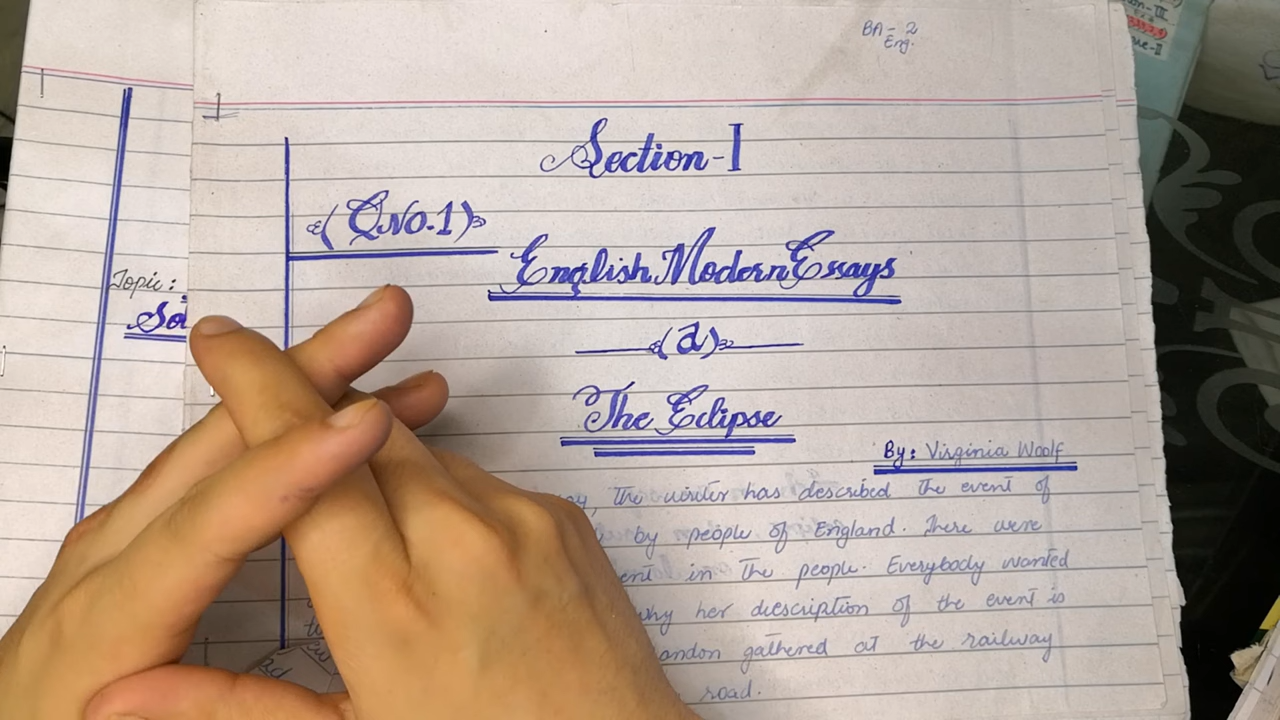 BA - 2
Eng.
Section-I
(Q.No.1)
English Modern Essays
(a)
The Eclipse
By: Virginia Woolf
the writer has described the event of
by people of England. There were
in the people. Everybody wanted
why her description of the event is
gathered at the railway
road.
Topic: